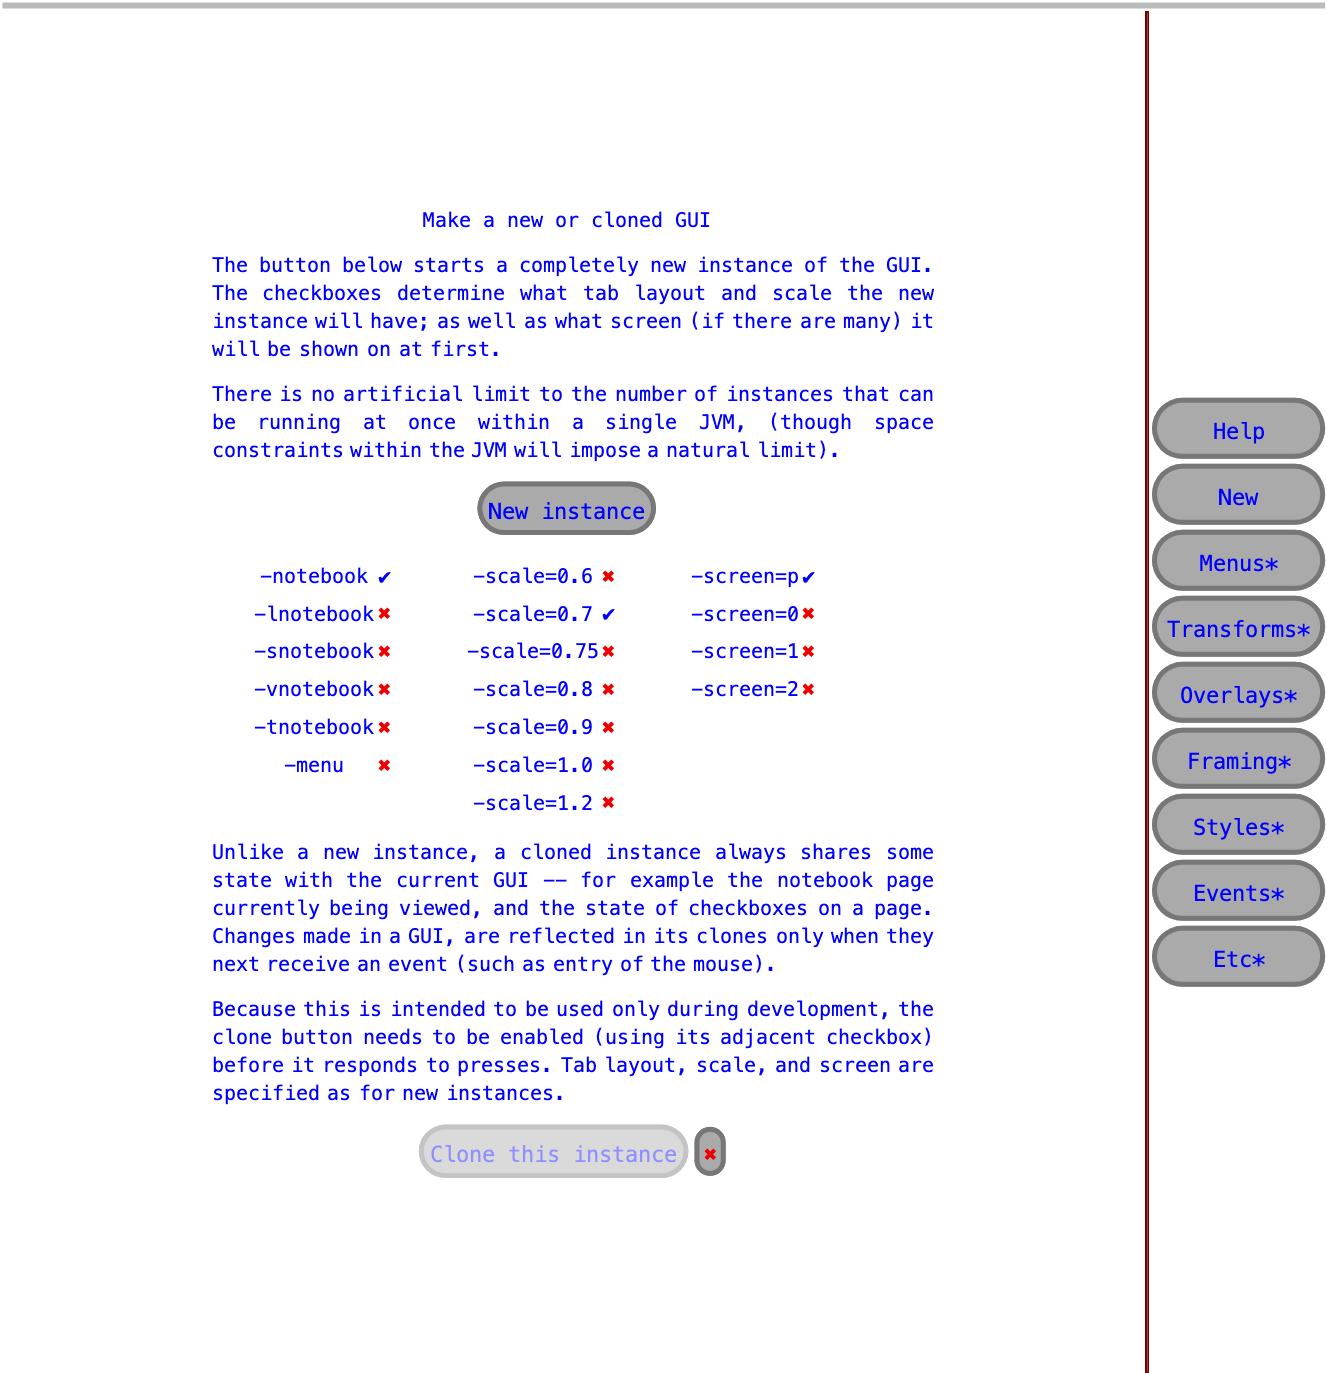 Make a new or cloned GUI
The button below starts a completely new instance of the GUI.
The checkboxes determine what tab layout and scale the new
instance will have; as well as what screen (if there are many) it
will be shown on at first.
There is no artificial limit to the number of instances that can
be running at once within a single JVM, (though space
constraints within the JVM will impose a natural limit).
New instance
-notebook ✔ -scale=0.6 ✖ -screen=p ✔
-lnotebook ✖ -scale=0.7 ✔ -screen=0 ✖
-snotebook ✖ -scale=0.75 ✖ -screen=1 ✖
-vnotebook ✖ -scale=0.8 ✖ -screen=2 ✖
-tnotebook ✖ -scale=0.9 ✖
-menu ✖ -scale=1.0 ✖
-scale=1.2 ✖
Unlike a new instance, a cloned instance always shares some
state with the current GUI -- for example the notebook page
currently being viewed, and the state of checkboxes on a page.
Changes made in a GUI, are reflected in its clones only when they
next receive an event (such as entry of the mouse).
Because this is intended to be used only during development, the
clone button needs to be enabled (using its adjacent checkbox)
before it responds to presses. Tab layout, scale, and screen are
specified as for new instances.
Clone this instance ✖
Help
New
Menus*
Transforms*
Overlays*
Framing*
Styles*
Events*
Etc*